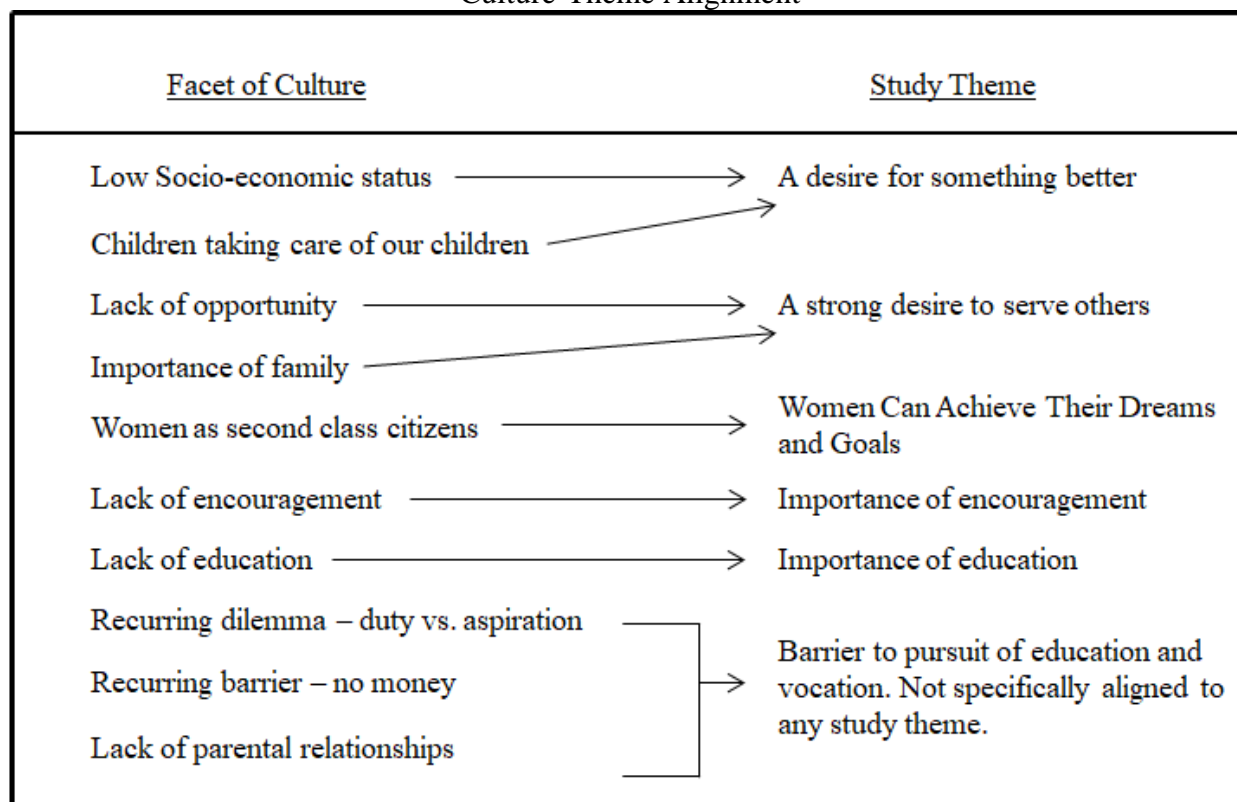 Culture-Theme Alignment
Facet of Culture Study Theme
Low Socio-economic status A desire for something better
Children taking care of our children
Lack of opportunity A strong desire to serve others
Importance of family
Women as second class citizens Women Can Achieve Their Dreams
and Goals
Lack of encouragement Importance of encouragement
Lack of education Importance of education
Recurring dilemma – duty vs. aspiration
Recurring barrier – no money
Lack of parental relationships
Barrier to pursuit of education and
vocation. Not specifically aligned to
any study theme.